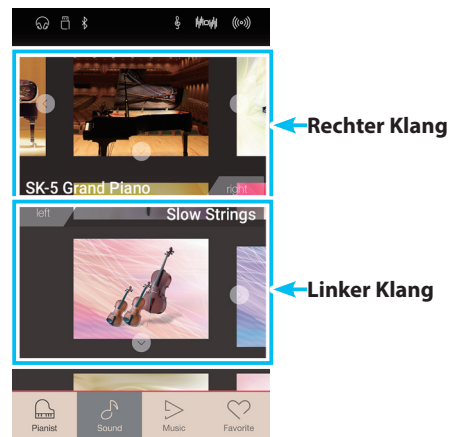 SK-5 Grand Piano
right
Rechter Klang
left
Slow Strings
Linker Klang
Pianist
Sound
Music
Favorite